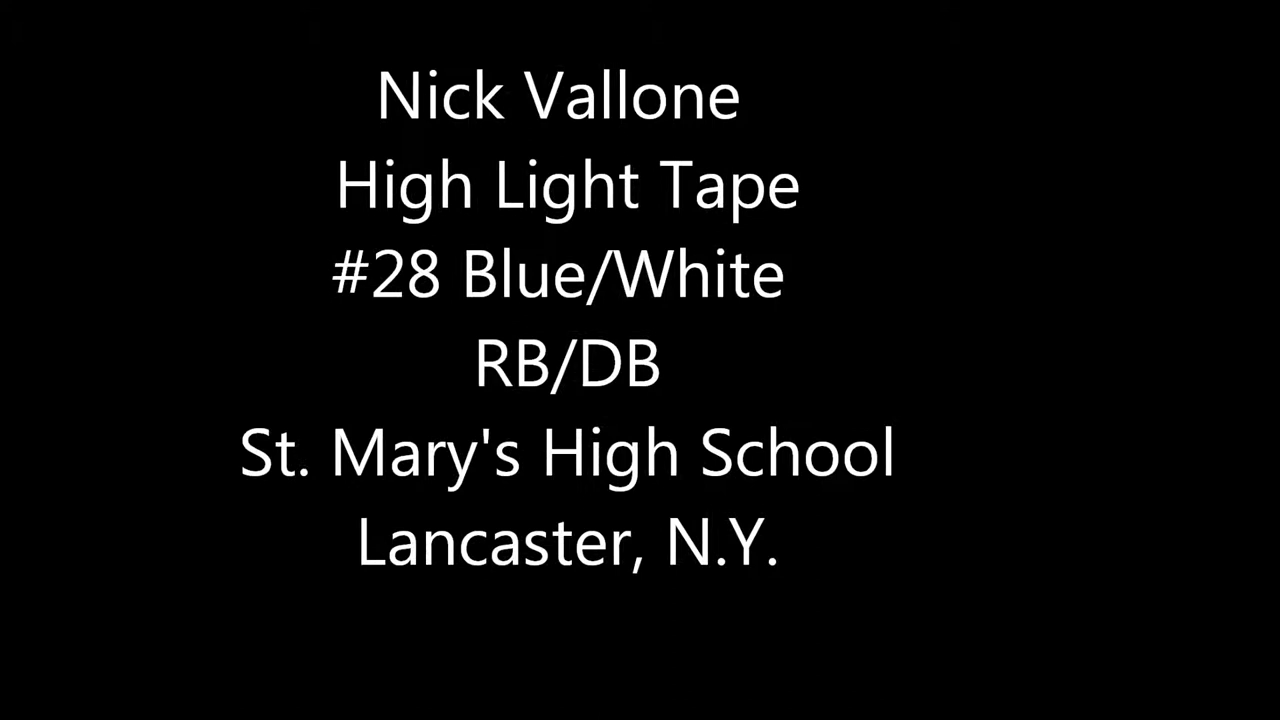 Nick Vallone
High Light Tape
#28 Blue/White
RB/DB
St. Mary's High School
Lancaster, N.Y.